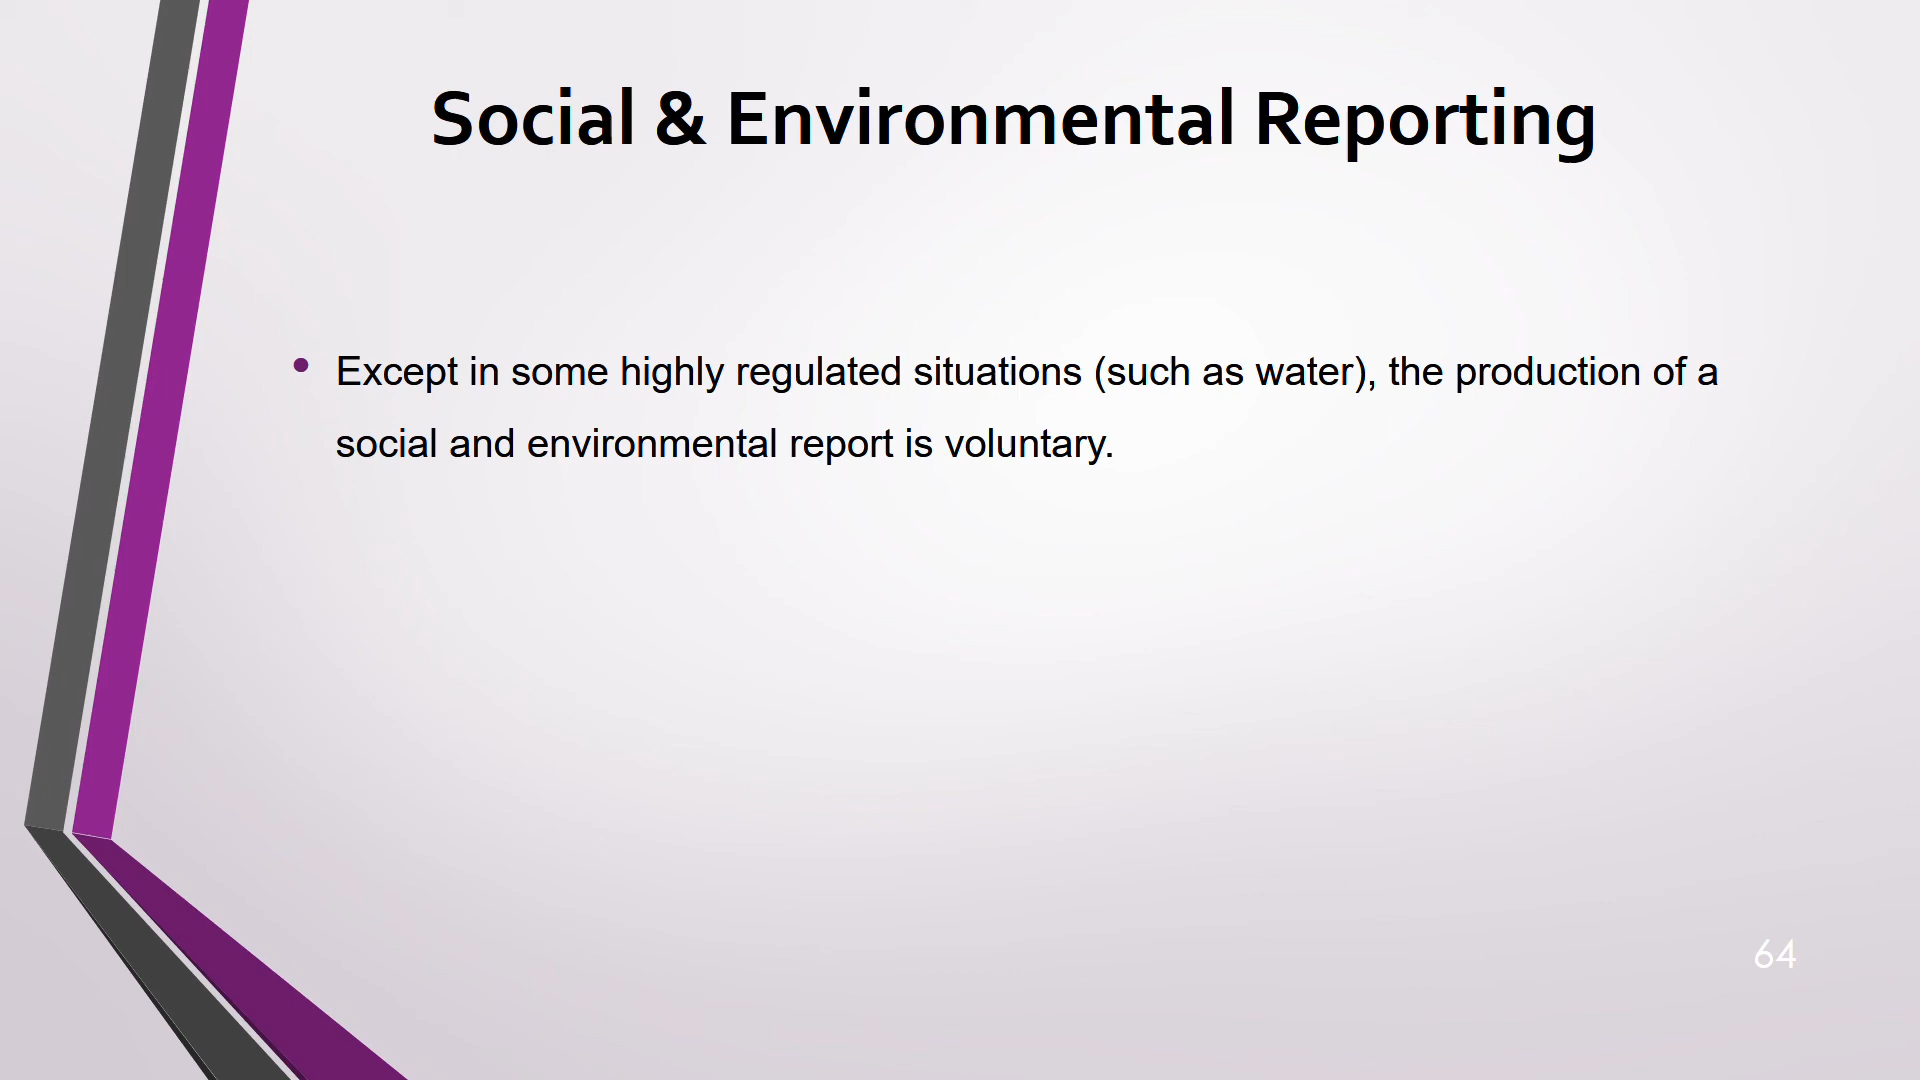 Social & Environmental Reporting
• Except in some highly regulated situations (such as water), the production of a
social and environmental report is voluntary.
64